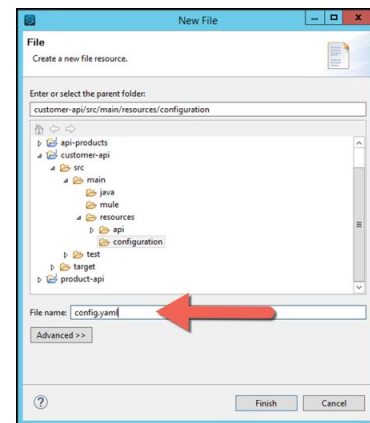 New File
File
Create a new file resource.
Enter or select the parent folder:
customer-api/src/main/resources/configuration
api-products
customer-api
src
main
java
mule
resources
api
configuration
test
target
product-api
File name: config.yaml
Advanced >>
Finish Cancel